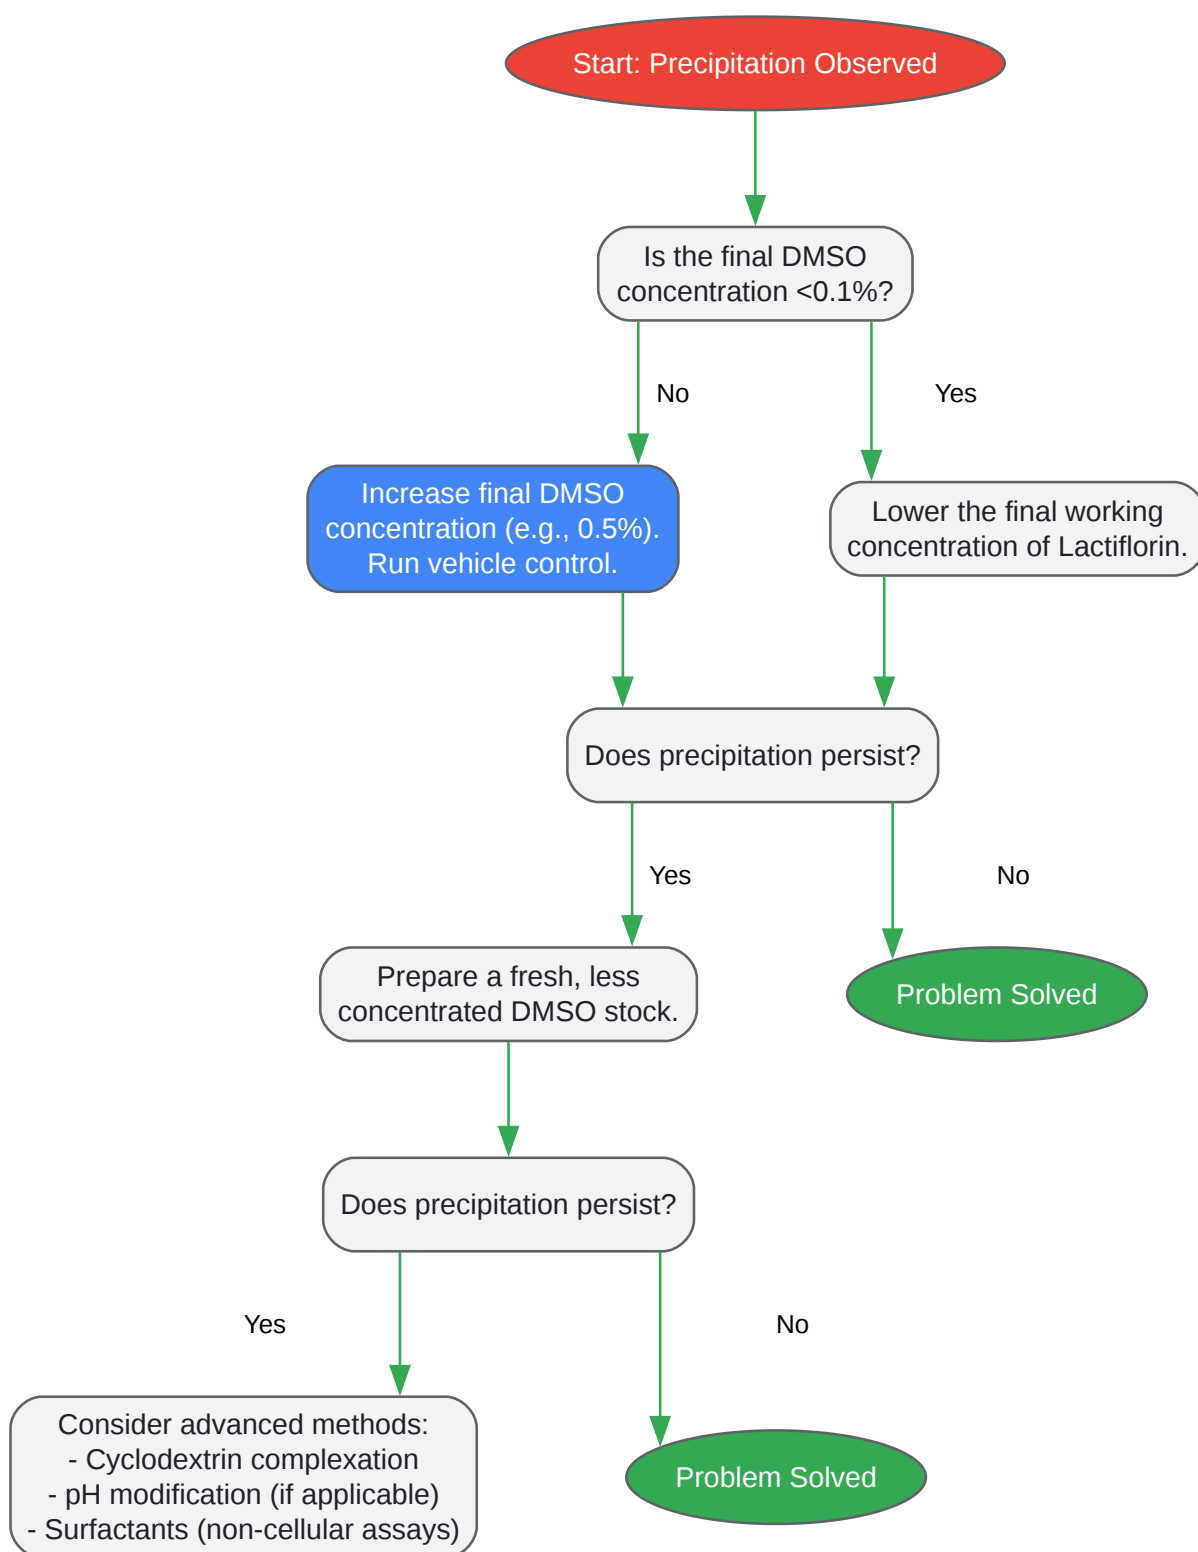 Start: Precipitation Observed
Is the final DMSO
concentration <0.1%?
No
Yes
Increase final DMSO
concentration (e.g., 0.5%).
Run vehicle control.
Lower the final working
concentration of Lactiflorin.
Does precipitation persist?
Yes
No
Prepare a fresh, less
concentrated DMSO stock.
Problem Solved
Does precipitation persist?
Yes
No
Consider advanced methods:
- Cyclodextrin complexation
- pH modification (if applicable)
- Surfactants (non-cellular assays)
Problem Solved